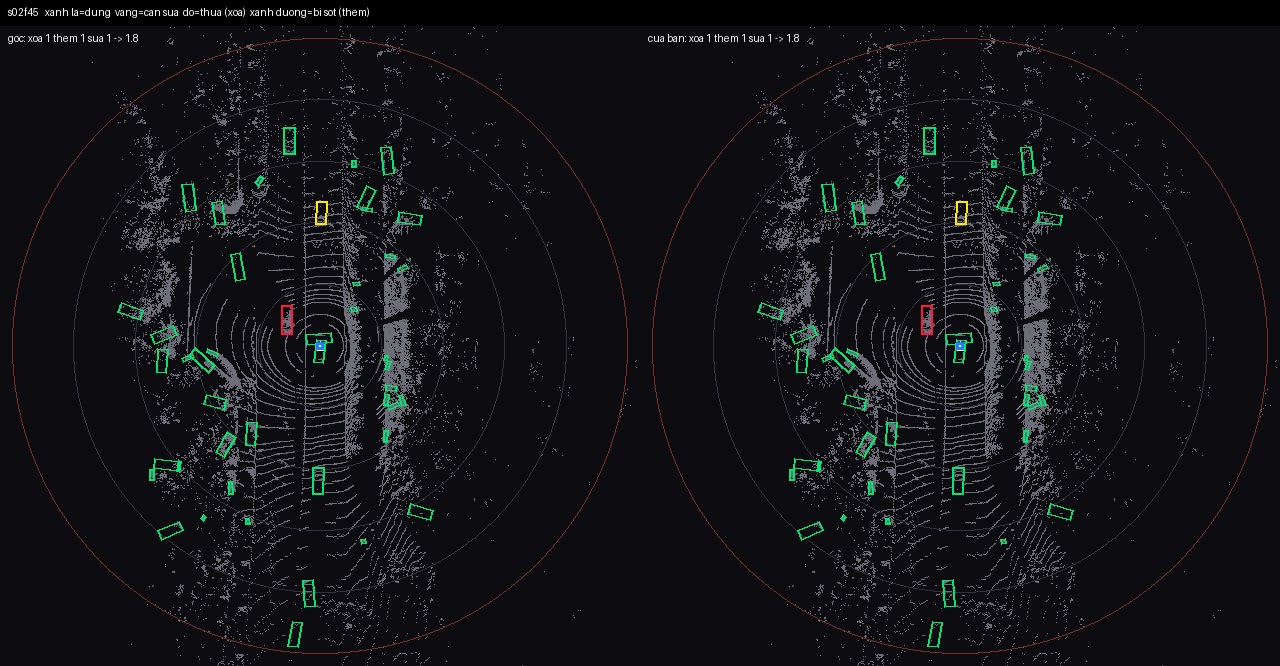 s02f45 xanh la=dung vang=can sua do=thua (xoa) xanh duong=bi sot (them)
goc: xoa 1 them 1 sua 1 -> 1.8
cua ban: xoa 1 them 1 sua 1 -> 1.8